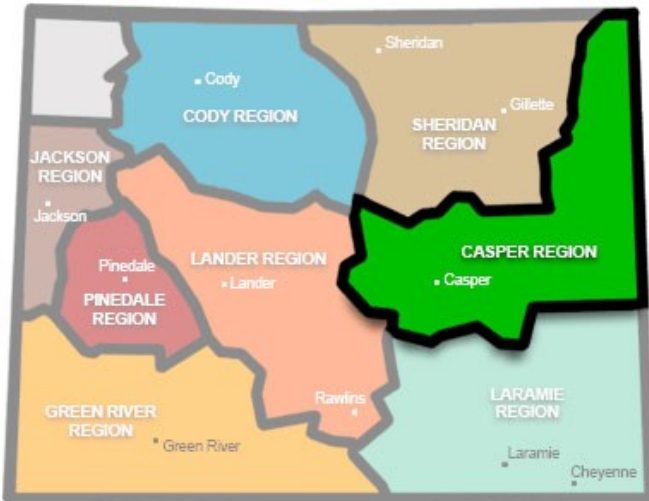 Sheridan
Cody
Gillette
CODY REGION
SHERIDAN
REGION
JACKSON
REGION
Jackson
LANDER REGION
CASPER REGION
Pinedale
Lander
Casper
PINEDALE
REGION
Rawlins
LARAMIE
REGION
GREEN RIVER
REGION
Green River
Laramie
Cheyenne